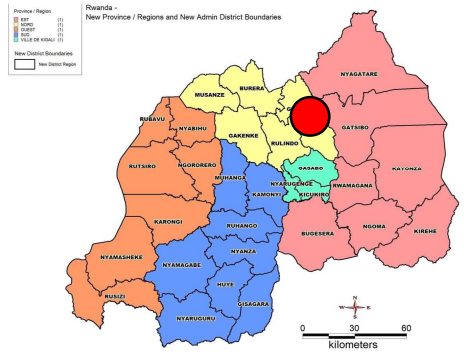 Province / Region
EST (1)
NORD (1)
OUEST (1)
SUD (1)
VILLE DE KIGALI (1)
New District Boundaries
New District Region
Rwanda -
New Province / Regions and New Admin District Boundaries
NYAGATARE
BURERA
MUSANZE
G
RUBAVU
NYABIHU
GAKENKE
RULINDO
GATSIBO
RUTSIRO
NGORORERO
MUHANGA
GASABO
KAYONZA
NYARUGENGE
RWAMAGANA
KAMONYI
KICUKIRO
KARONGI
RUHANGO
BUGESERA
NGOMA
KIREHE
NYAMASHEKE
NYAMAGABE
NYANZA
RUSIZI
HUYE
GISAGARA
NYARUGURU
N
W E
S
0 30 60
kilometers